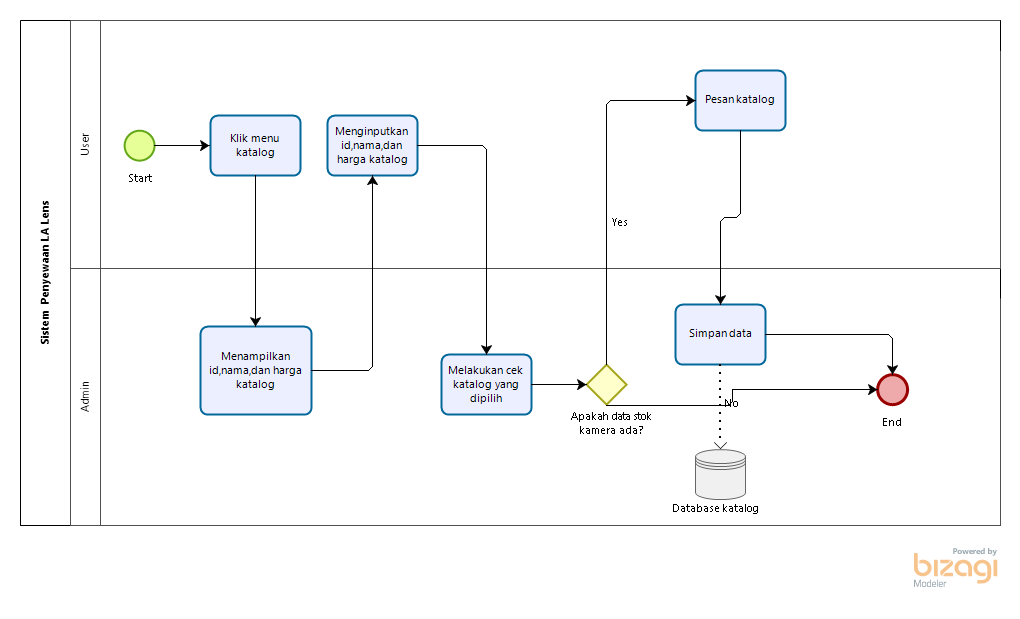 Sistem Penyewaan LA Lens
User
Start
Klik menu
katalog
Menginputkan
id,nama,dan
harga katalog
Pesan katalog
Yes
Admin
Menampilkan
id,nama,dan harga
katalog
Melakukan cek
katalog yang
dipilih
Apakah data stok
kamera ada?
Simpan data
No
End
Database katalog
Powered by
bizagi
Modeler